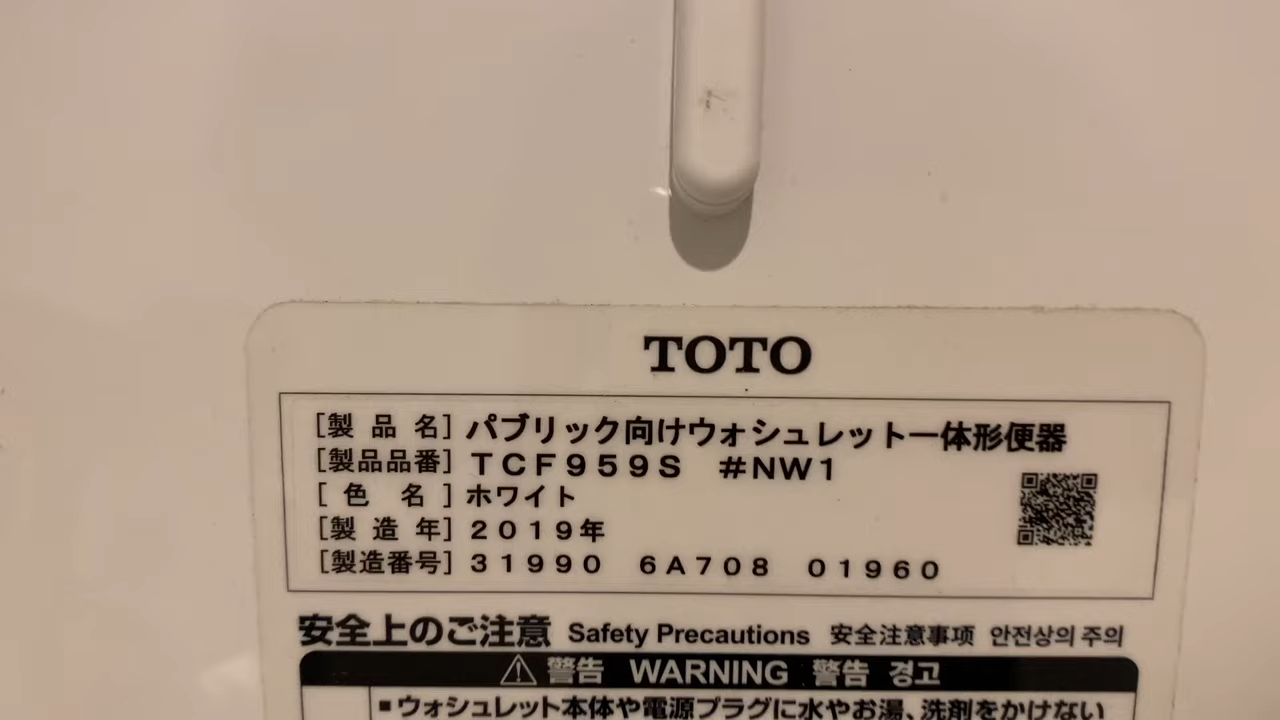 TOTO
[製品名] パブリック向けウォシュレット一体形便器
[製品品番] TCF959S #NW1
[色名] ホワイト
[製造年] 2019年
[製造番号] 31990 6A708 01960
安全上のご注意 Safety Precautions 安全注意事项 안전상의 주의
⚠ 警告 WARNING 警告 경고
■ウォシュレット本体や電源プラグに水やお湯、洗剤をかけない